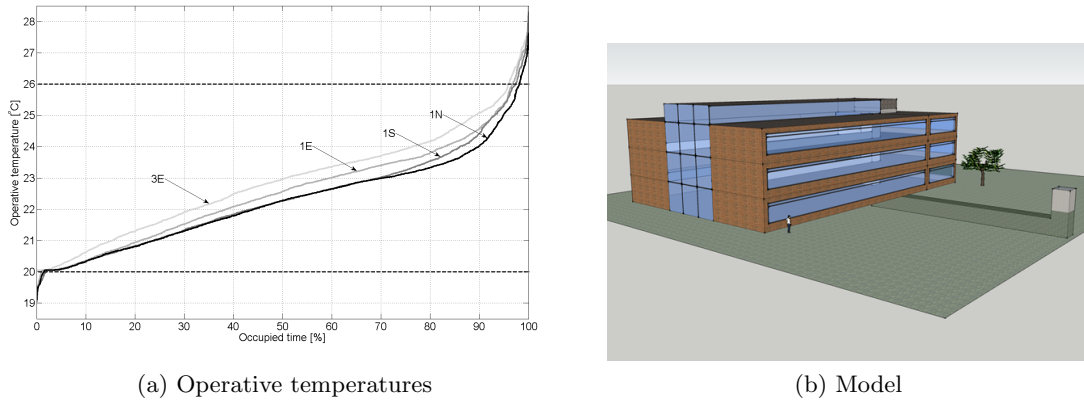 28
27
26
25
24
23
22
21
20
19
Operative temperature [°C]
1N
1S
1E
3E
0 10 20 30 40 50 60 70 80 90 100
Occupied time [%]
(a) Operative temperatures
(b) Model